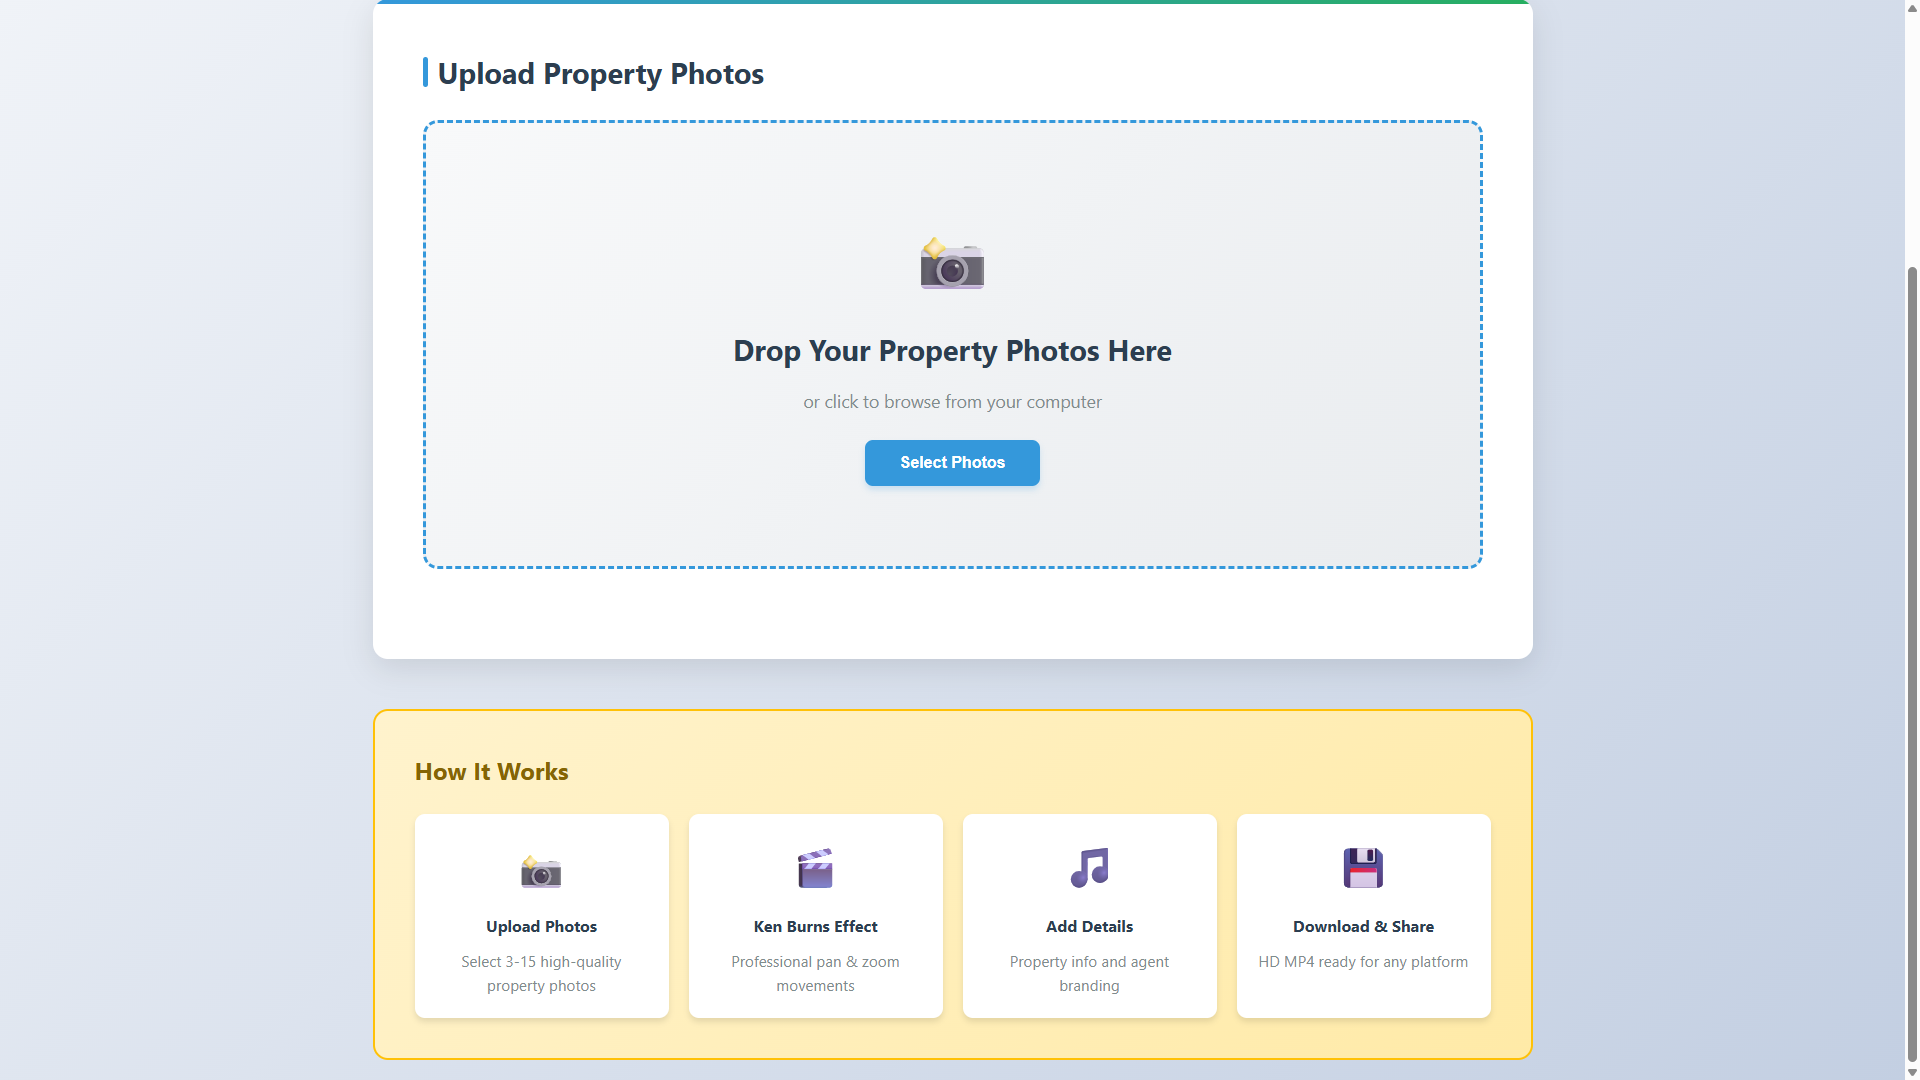 Upload Property Photos
Drop Your Property Photos Here
or click to browse from your computer
Select Photos
How It Works
Upload Photos
Select 3-15 high-quality
property photos
Ken Burns Effect
Professional pan & zoom
movements
Add Details
Property info and agent
branding
Download & Share
HD MP4 ready for any platform